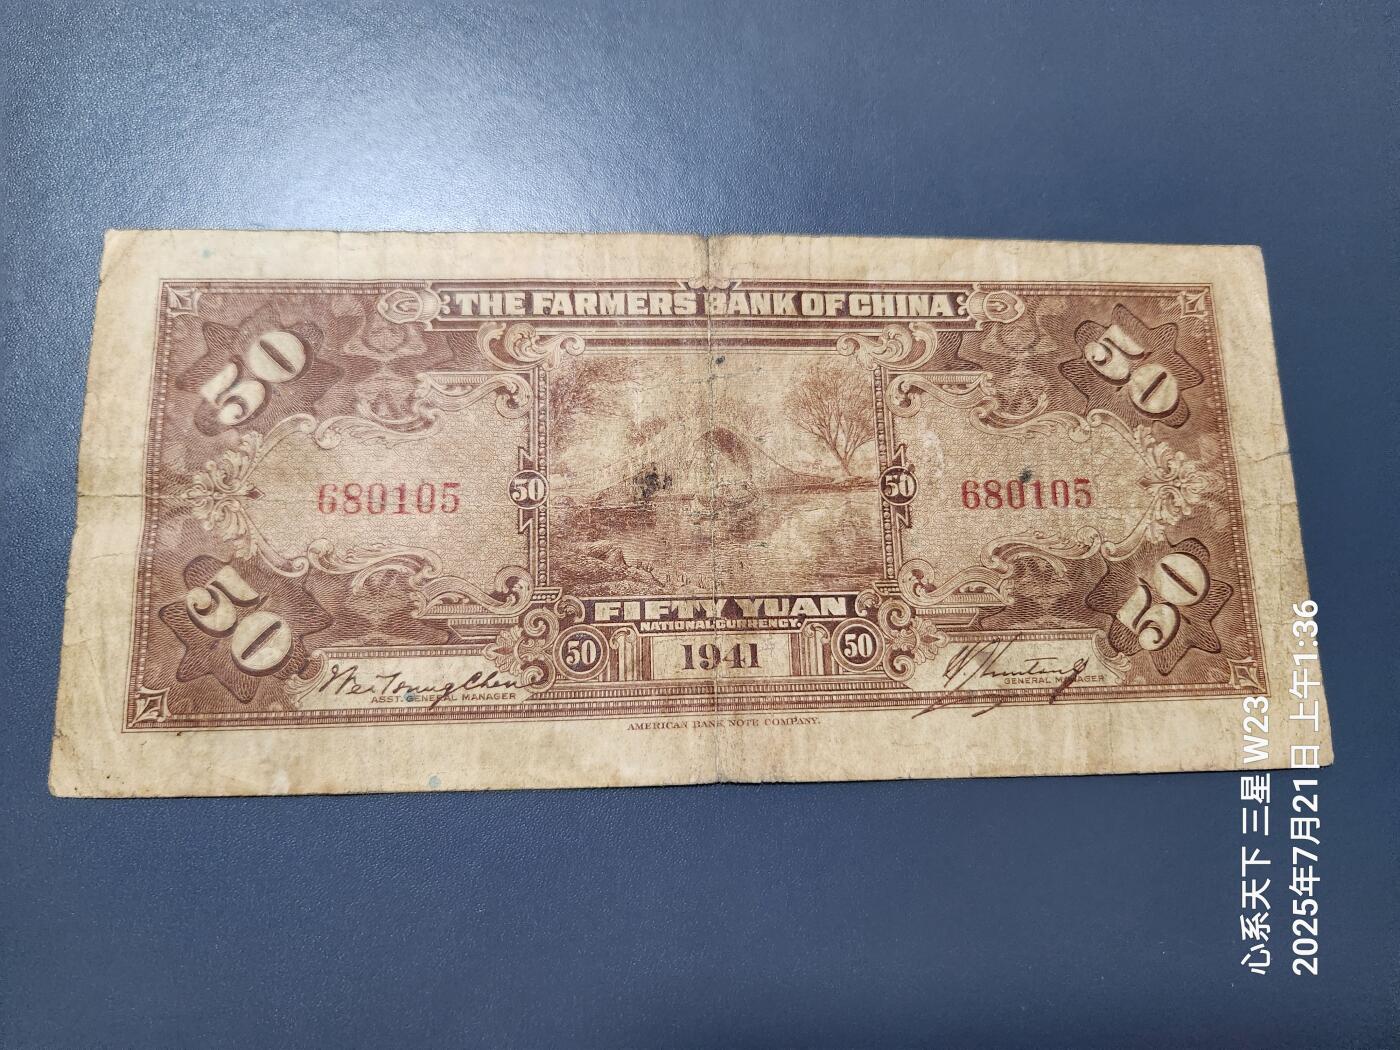 THE FARMERS BANK OF CHINA
50
50
680105
50
50
680105
50
50
FIFTY YUAN
NATIONAL CURRENCY.
50
1941
50
ASST. GENERAL MANAGER
GENERAL MANAGER
AMERICAN BANK NOTE COMPANY.
心系天下 三星 W23
2025年7月21日 上午1:36